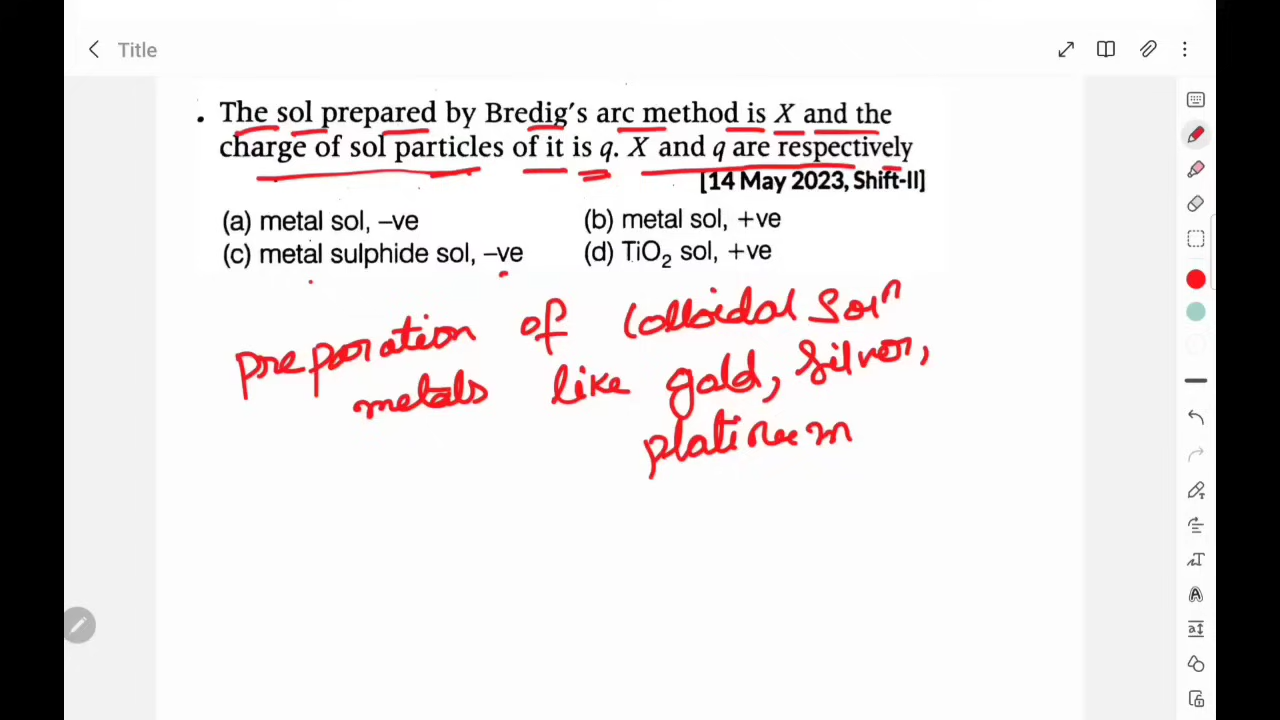 Title
. The sol prepared by Bredig's arc method is X and the
charge of sol particles of it is q. X and q are respectively
[14 May 2023, Shift-II]
(a) metal sol, –ve (b) metal sol, +ve
(c) metal sulphide sol, –ve (d) TiO₂ sol, +ve
preparation of Colloidal Solⁿ
metals like gold, silver,
platinum